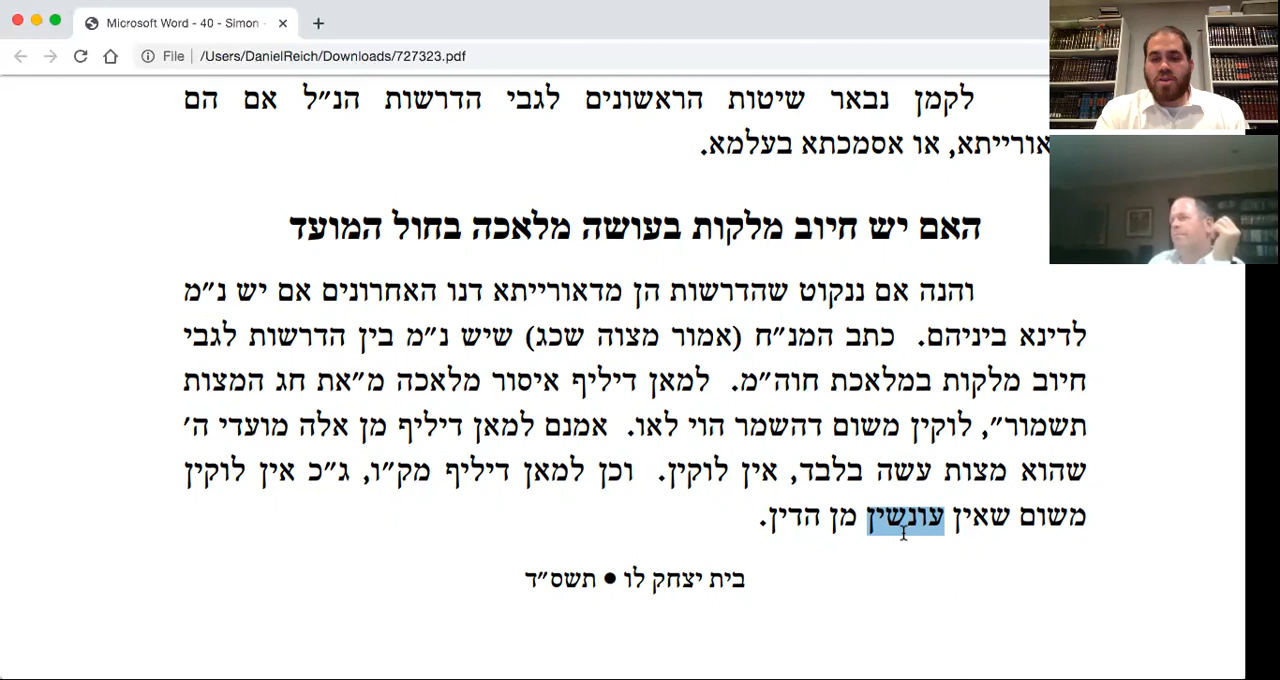 Microsoft Word - 40 - Simon -
File /Users/DanielReich/Downloads/727323.pdf
לקמן נבאר שיטות הראשונים לגבי הדרשות הנ״ל אם הם
אורייתא, או אסמכתא בעלמא.
האם יש חיוב מלקות בעושה מלאכה בחול המועד
והנה אם ננקוט שהדרשות הן מדאורייתא דנו האחרונים אם יש נ״מ
לדינא ביניהם. כתב המנ״ח (אמור מצוה שכג) שיש נ״מ בין הדרשות לגבי
חיוב מלקות במלאכת חוה״מ. למאן דיליף איסור מלאכה מ״את חג המצות
תשמור״, לוקין משום דהשמר הוי לאו. אמנם למאן דיליף מן אלה מועדי ה׳
שהוא מצות עשה בלבד, אין לוקין. וכן למאן דיליף מק״ו, ג״כ אין לוקין
משום שאין עונשין מן הדין.
בית יצחק לו ● תשס״ד